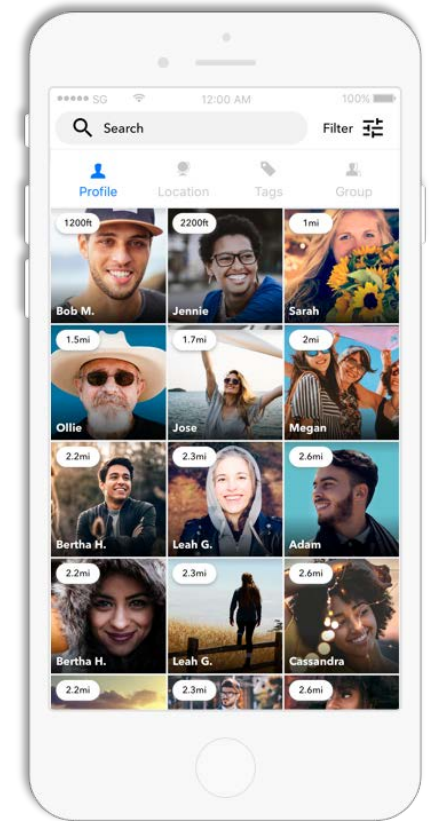 SG 12:00 AM 100%
Search Filter
Profile Location Tags Group
1200ft 2200ft 1mi
Bob M. Jennie Sarah
1.5mi 1.7mi 2mi
Ollie Jose Megan
2.2mi 2.3mi 2.6mi
Bertha H. Leah G. Adam
2.2mi 2.3mi 2.6mi
Bertha H. Leah G. Cassandra
2.2mi 2.3mi 2.6mi